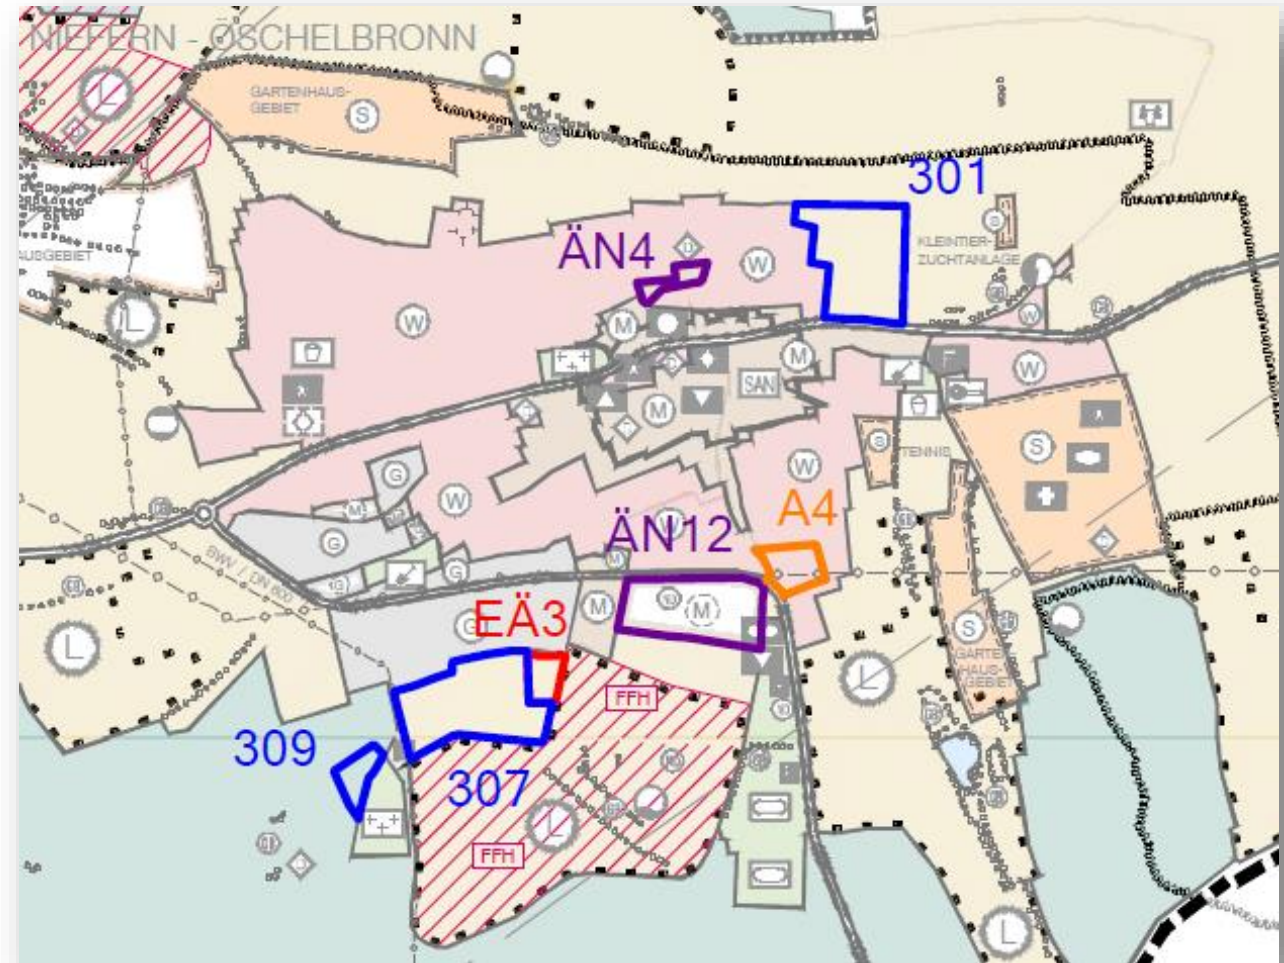 NIEFERN - ÖSCHELBRONN
L
GARTENHAUS-
GEBIET
S
301
S
KLEINTIER-
ZUCHTANLAGE
AUSGEBIET
ÄN4
W
L
W
M
W
M
SAN
M
W
F
S
TENNIS
S
G
W
W
M
G
A4
ÄN12
G
G
BWV / DN 600
M
M
G
EÄ3
L
S
GARTEN
HAUS-
GEBIET
L
FFH
309
307
L
FFH
L